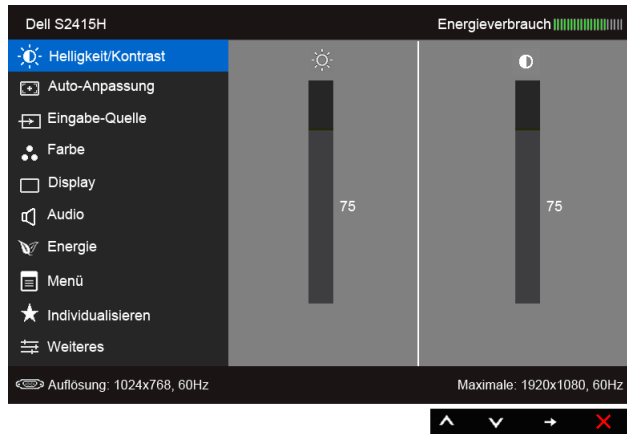 Dell S2415H
Energieverbrauch
Helligkeit/Kontrast
Auto-Anpassung
Eingabe-Quelle
Farbe
Display
Audio
Energie
Menü
Individualisieren
Weiteres
75
75
Auflösung: 1024x768, 60Hz
Maximale: 1920x1080, 60Hz